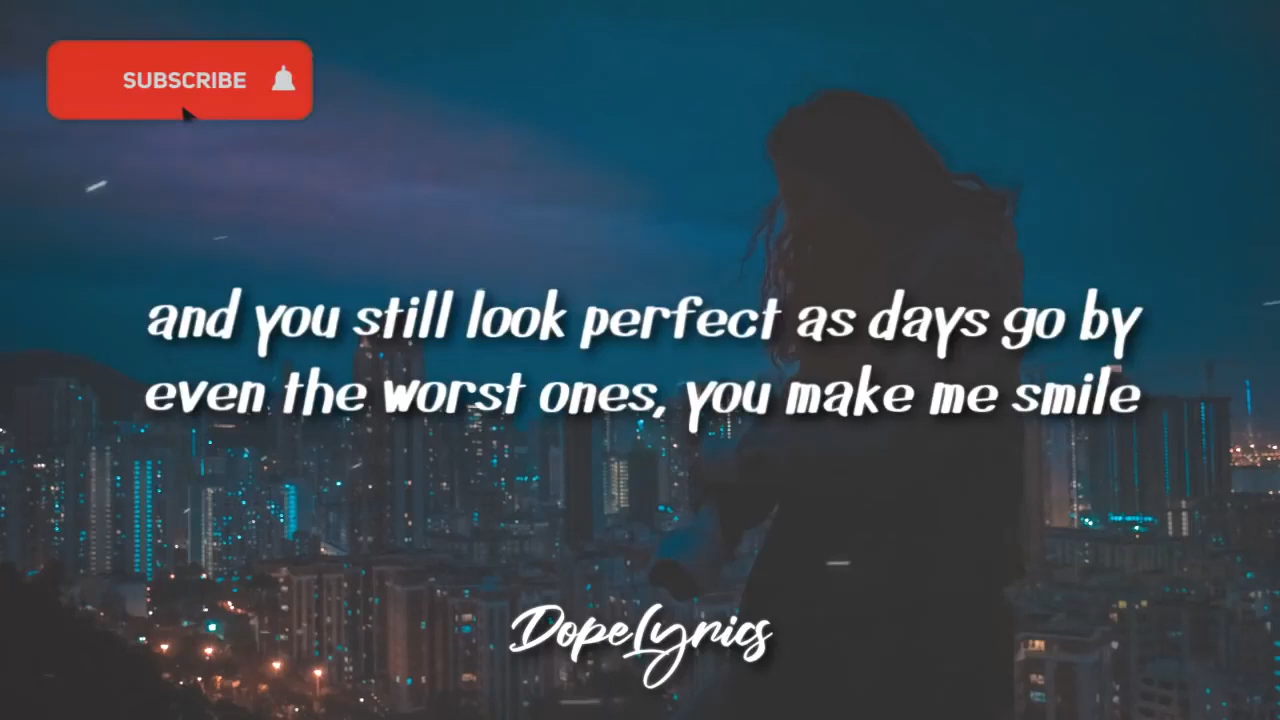 SUBSCRIBE
and you still look perfect as days go by
even the worst ones, you make me smile
DopeLyrics